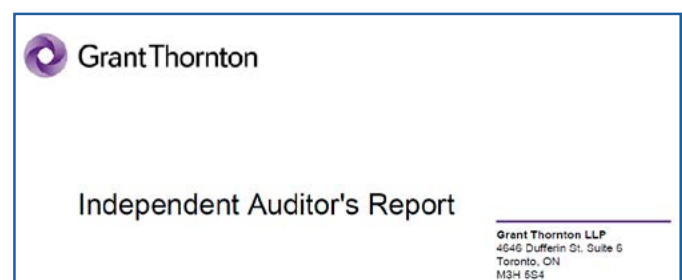 Grant Thornton
Independent Auditor's Report
Grant Thornton LLP
4646 Dufferin St. Suite 6
Toronto, ON
M3H 5S4